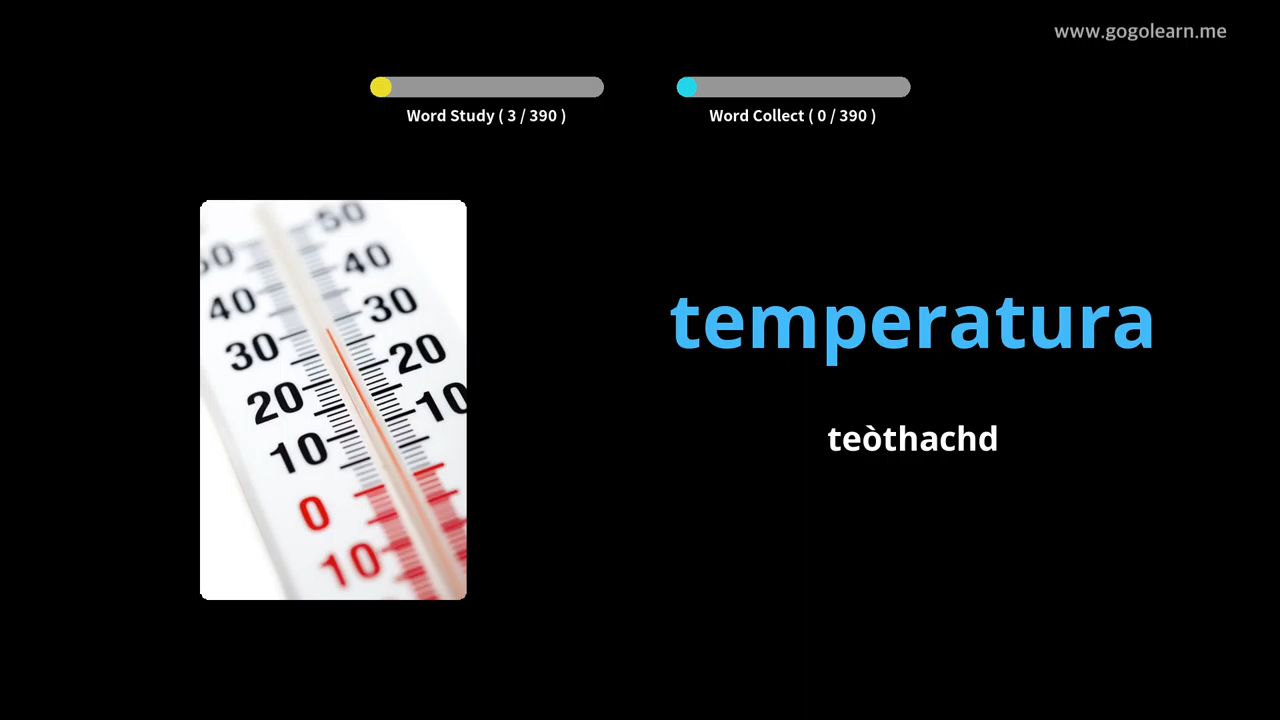 www.gogolearn.me
Word Study ( 3 / 390 )
Word Collect ( 0 / 390 )
50
50
40
40
30
30
20
20
10
10
0
10
temperatura
teòthachd